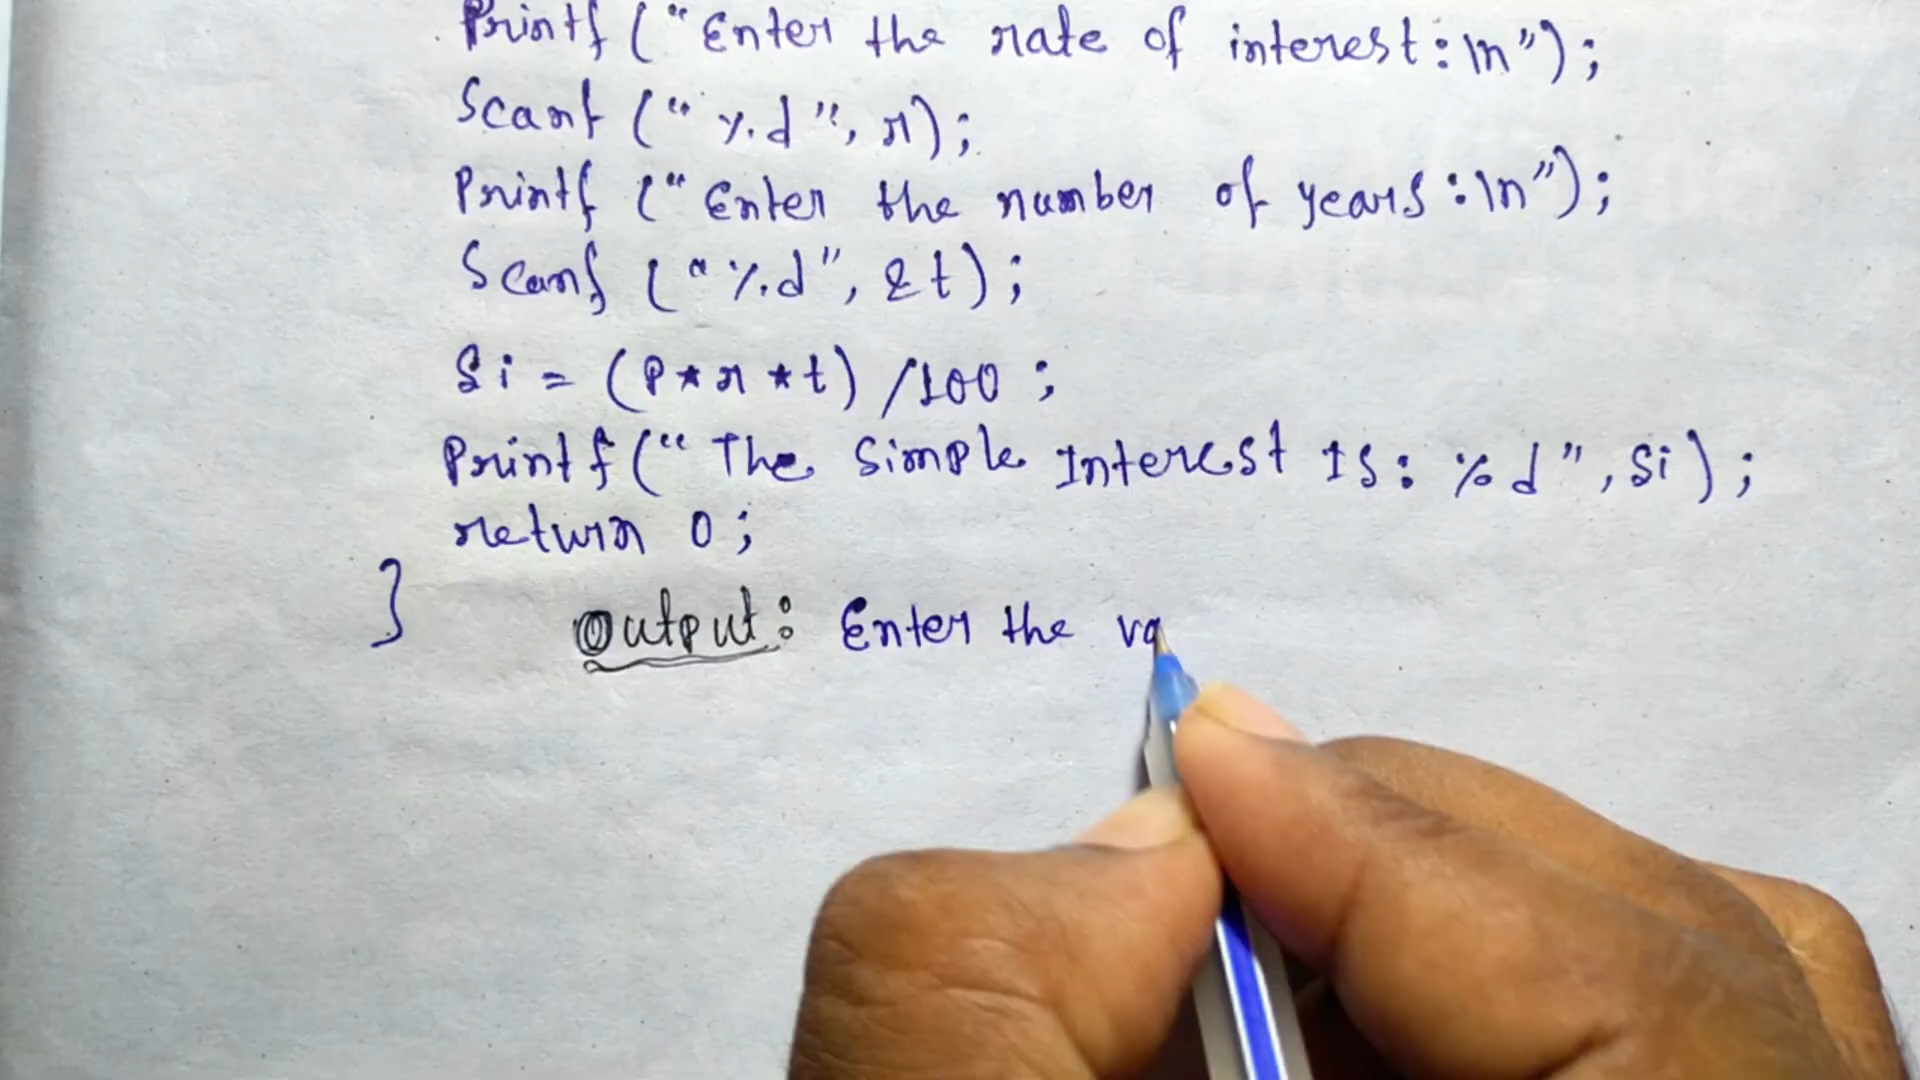 Printf ("Enter the rate of interest:\n");
Scanf ("%d", r);
Printf ("Enter the number of years:\n");
Scanf ("%d", &t);
Si = (P*r*t) /100 ;
Printf ("The Simple Interest Is: %d", Si);
return 0;
}
Output: Enter the va